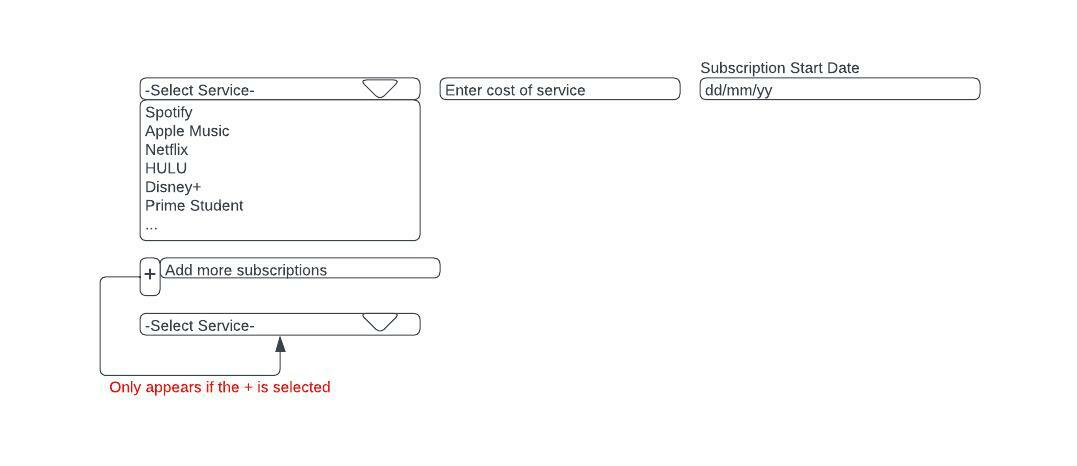 Subscription Start Date
-Select Service-
Enter cost of service
dd/mm/yy
Spotify
Apple Music
Netflix
HULU
Disney+
Prime Student
...
+
Add more subscriptions
-Select Service-
Only appears if the + is selected